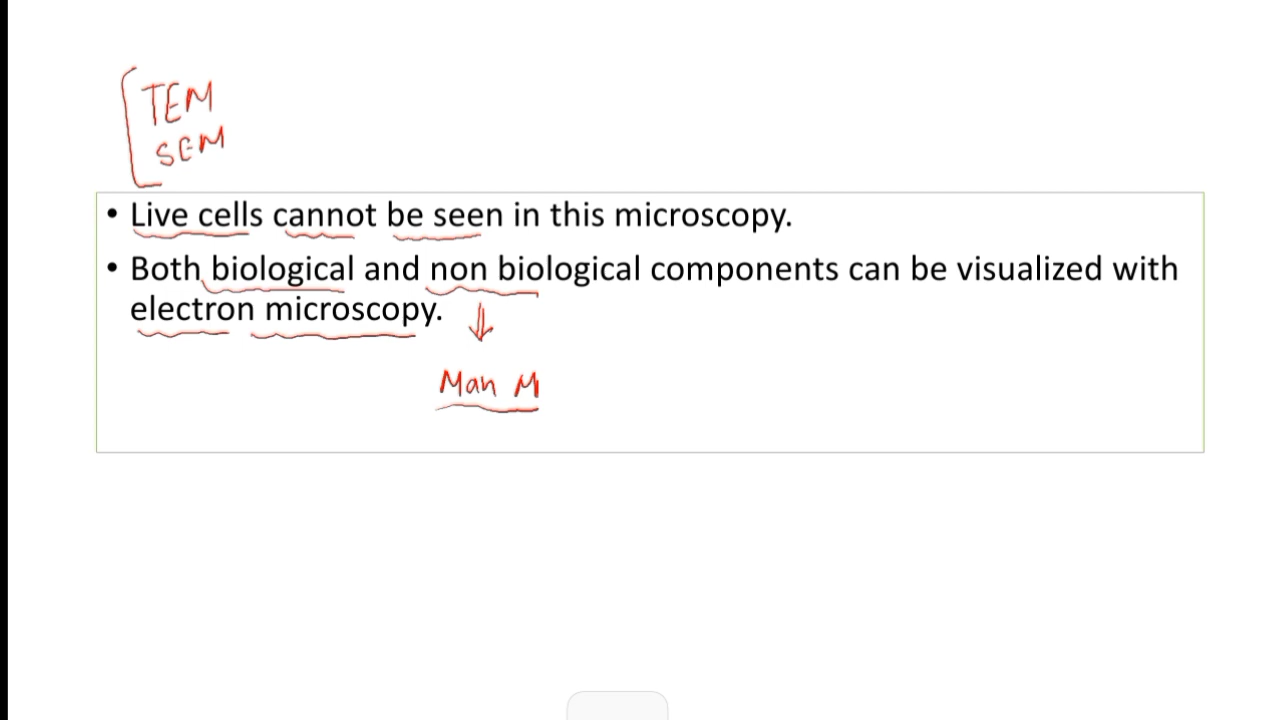 TEM
SEM
• Live cells cannot be seen in this microscopy.
• Both biological and non biological components can be visualized with
electron microscopy.
Man M